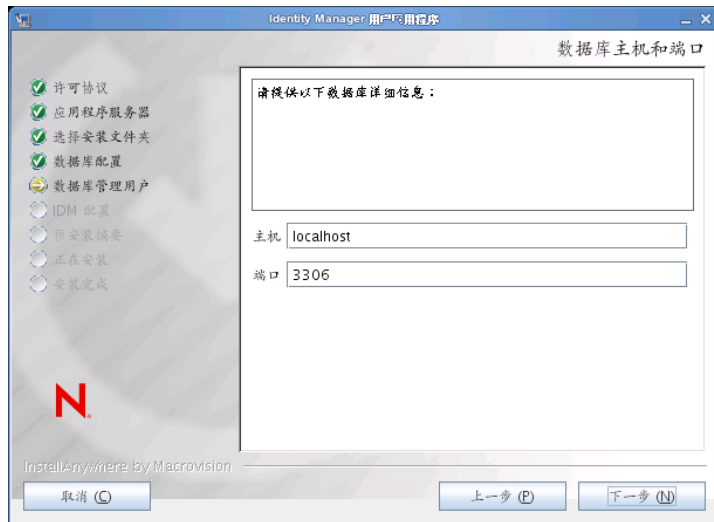 Identity Manager 用户应用程序
数据库主机和端口
许可协议
应用程序服务器
选择安装文件夹
数据库配置
数据库管理用户
IDM 配置
预安装摘要
正在安装
安装完成
请提供以下数据库详细信息：
主机 localhost
端口 3306
N
InstallAnywhere by Macrovision
取消 (C)
上一步 (P)
下一步 (N)